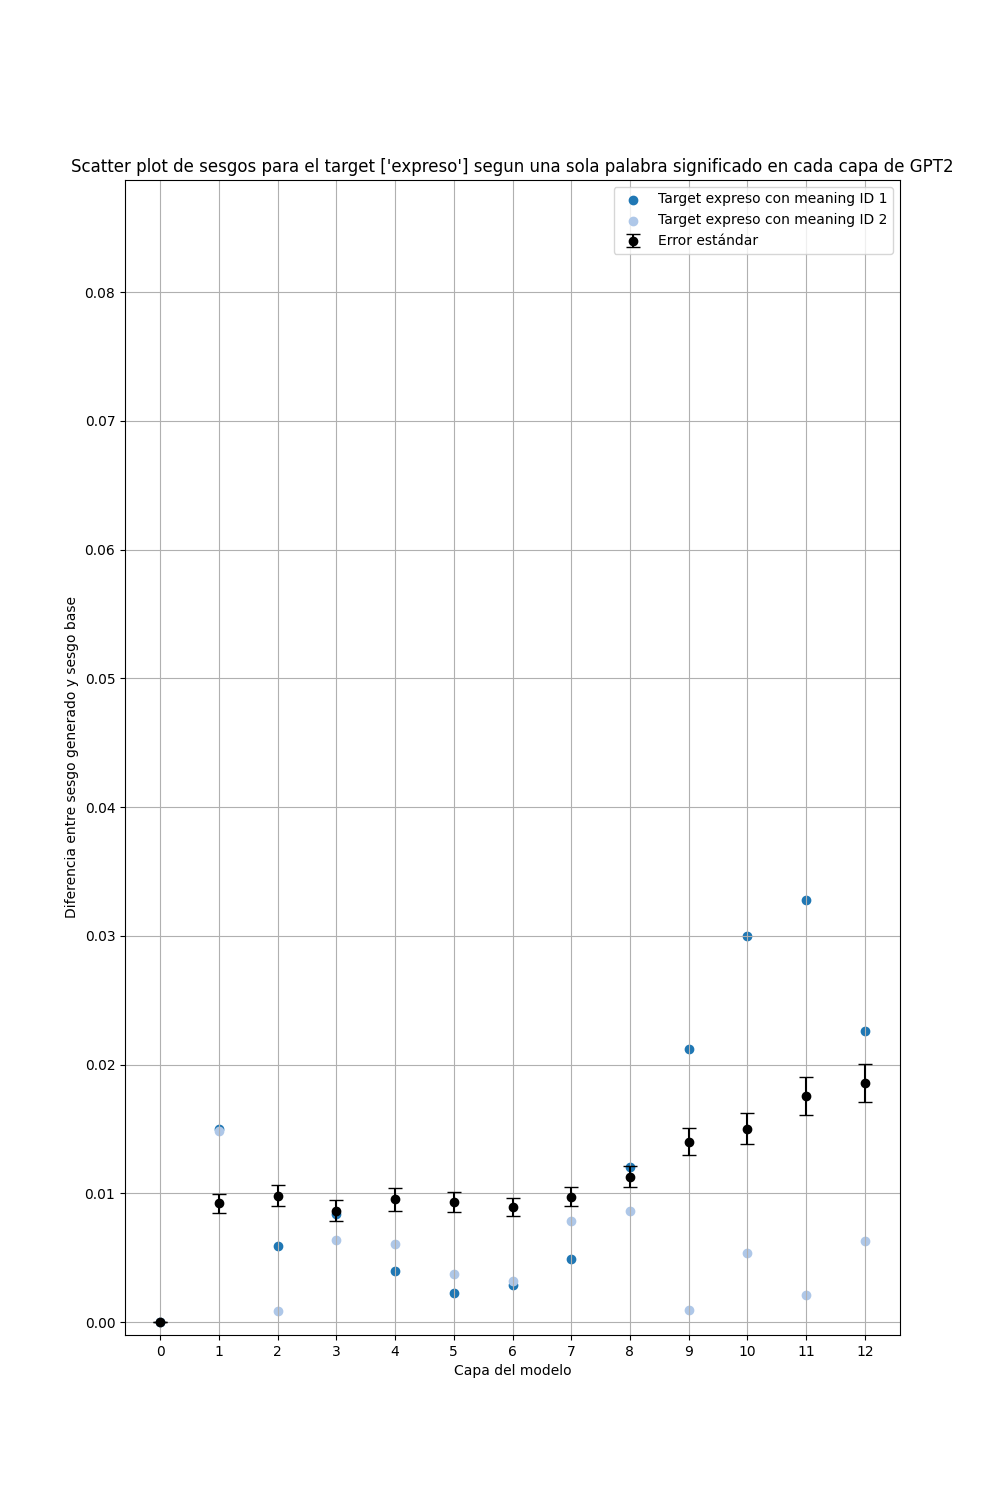 Scatter plot de sesgos para el target ['expreso'] segun una sola palabra significado en cada capa de GPT2
Target expreso con meaning ID 1
Target expreso con meaning ID 2
Error estándar
Diferencia entre sesgo generado y sesgo base
0.08
0.07
0.06
0.05
0.04
0.03
0.02
0.01
0.00
0 1 2 3 4 5 6 7 8 9 10 11 12
Capa del modelo